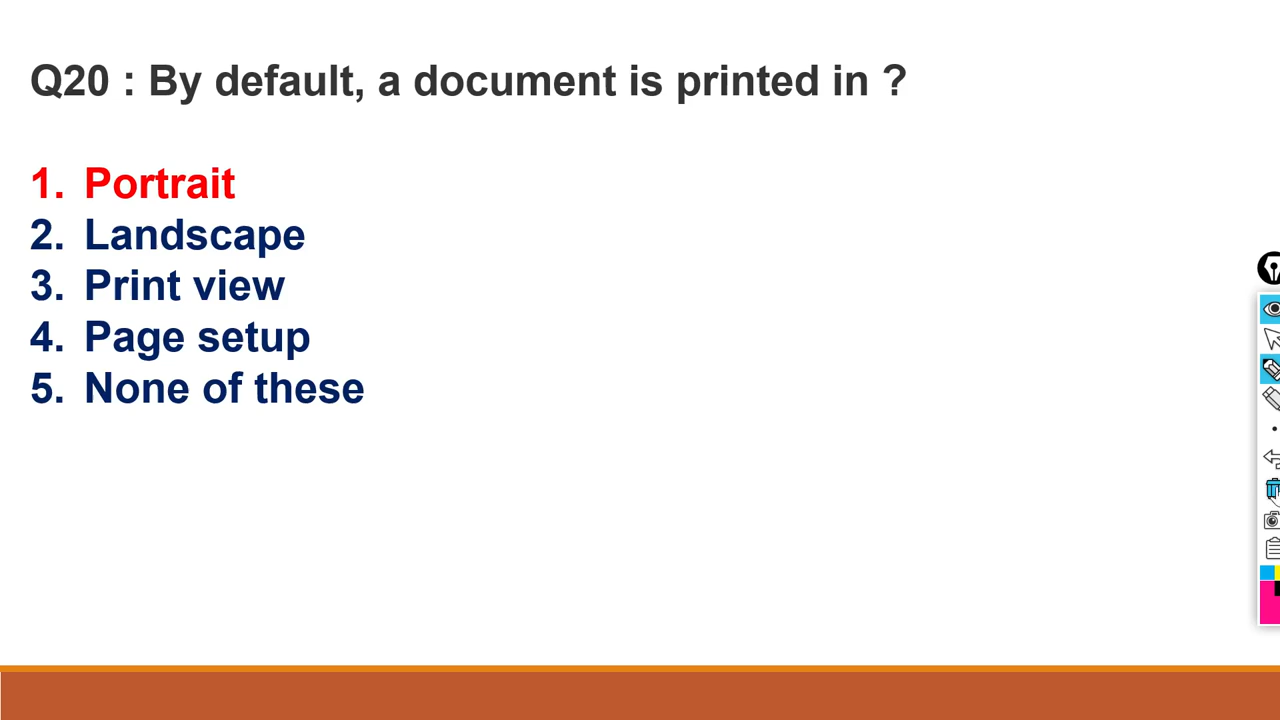 Q20 : By default, a document is printed in ?
1. Portrait
2. Landscape
3. Print view
4. Page setup
5. None of these